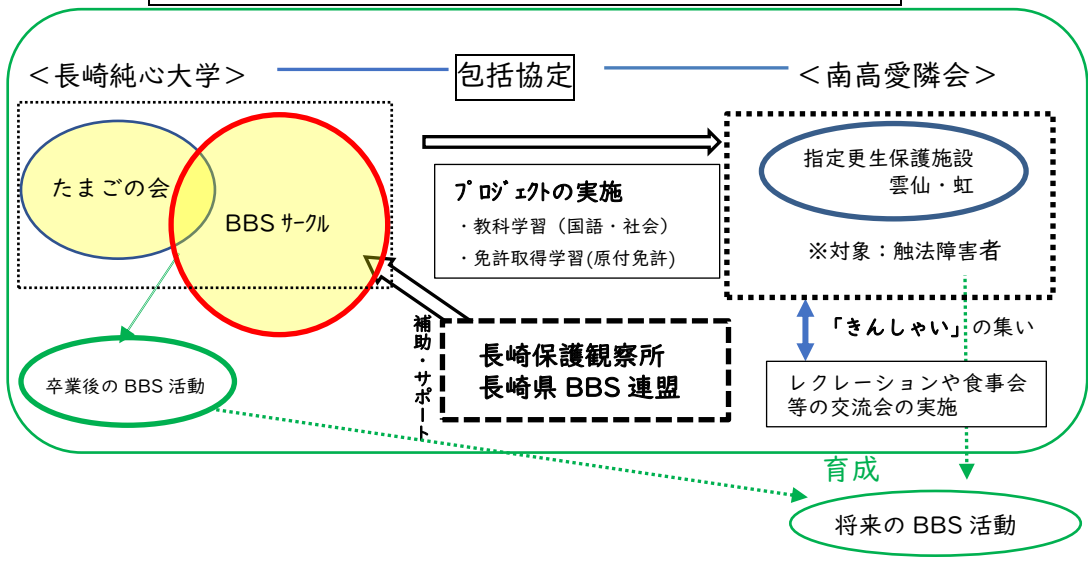 ＜長崎純心大学＞
包括協定
＜南高愛隣会＞
たまごの会
BBS ｻｰｸﾙ
ﾌﾟﾛｼﾞｪｸﾄの実施
・教科学習（国語・社会）
・免許取得学習(原付免許)
指定更生保護施設
雲仙・虹
※対象：触法障害者
補助・サポート
長崎保護観察所
長崎県 BBS 連盟
「きんしゃい」の集い
レクレーションや食事会
等の交流会の実施
卒業後の BBS 活動
育成
将来の BBS 活動